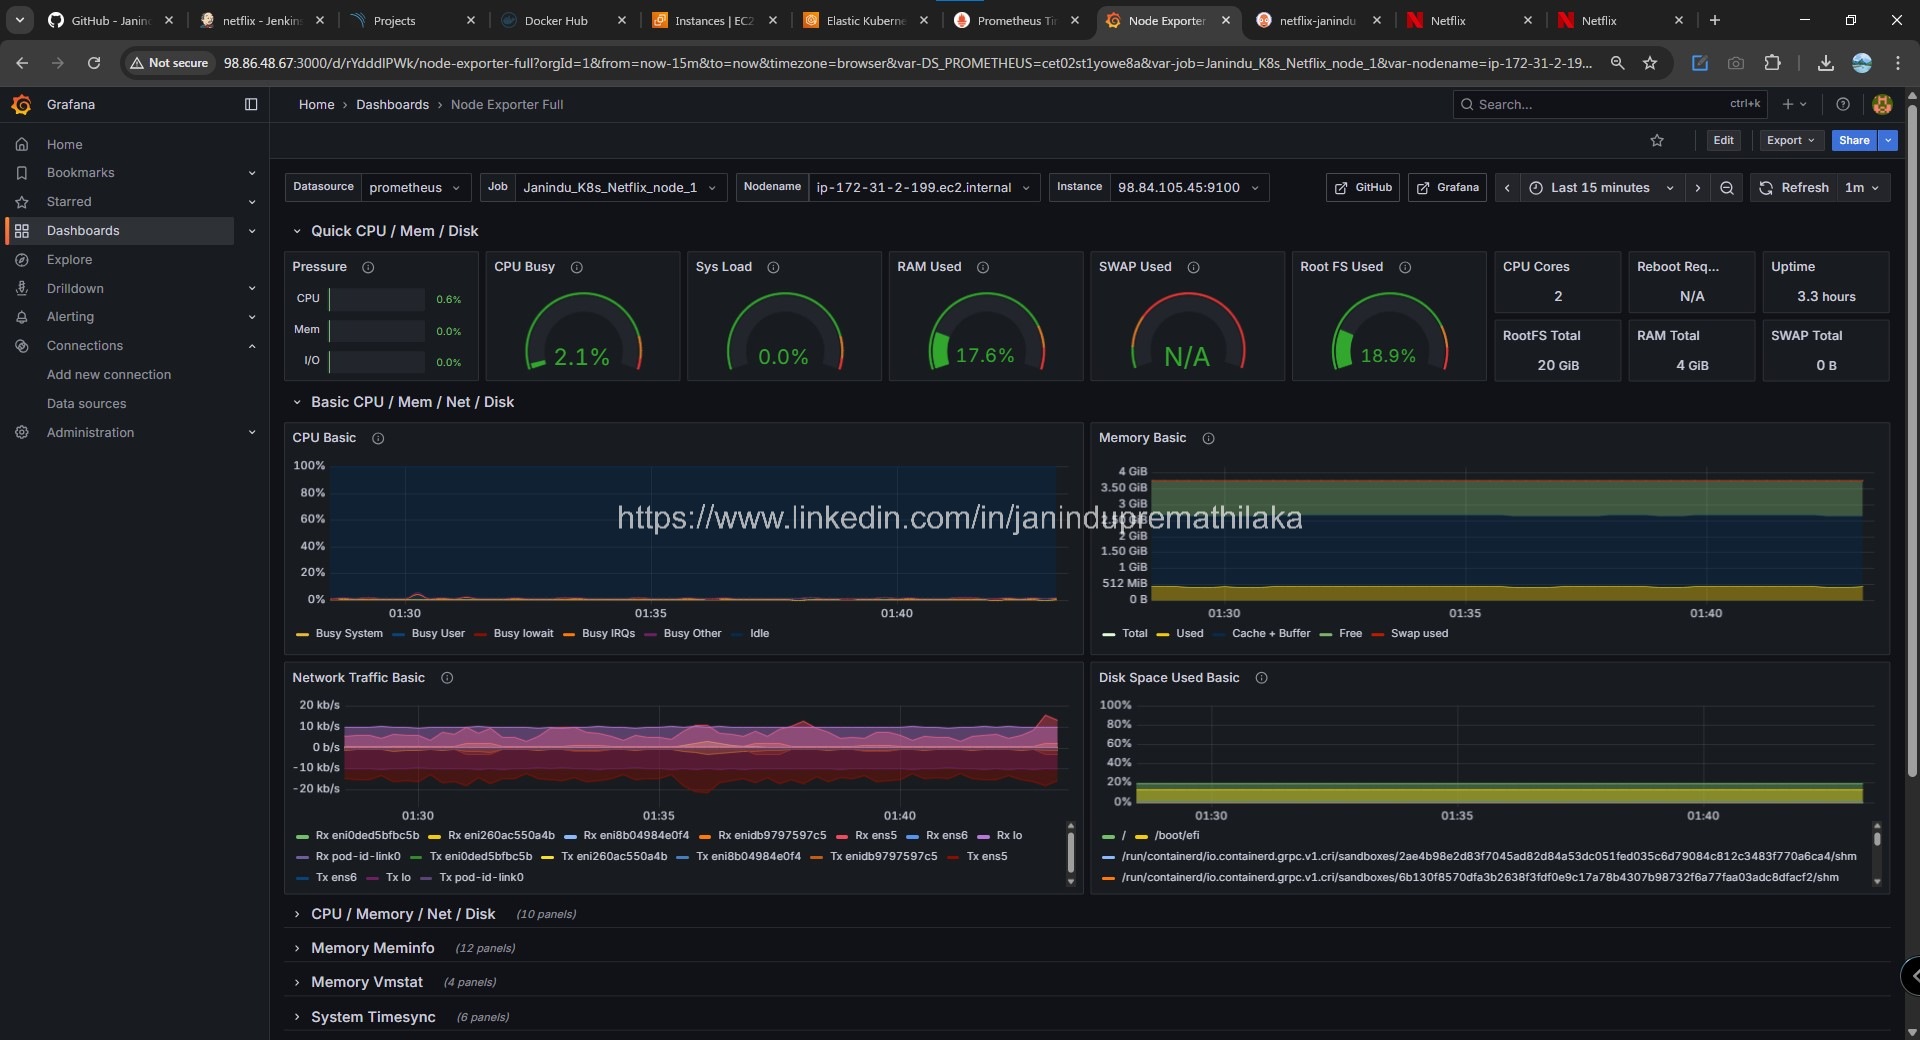 GitHub - Janin
netflix - Jenkins
Projects
Docker Hub
Instances | EC2
Elastic Kuberne
Prometheus Tim
Node Exporter
netflix-janindu
Netflix
Netflix
Not secure
98.86.48.67:3000/d/rYdddlPWk/node-exporter-full?orgId=1&from=now-15m&to=now&timezone=browser&var-DS_PROMETHEUS=cet02st1yowe8a&var-job=Janindu_K8s_Netflix_node_1&var-nodename=ip-172-31-2-19...
Grafana
Home › Dashboards › Node Exporter Full
Search...
ctrl+k
Home
Bookmarks
Starred
Dashboards
Explore
Drilldown
Alerting
Connections
Add new connection
Data sources
Administration
Edit
Export
Share
Datasource prometheus
Job Janindu_K8s_Netflix_node_1
Nodename ip-172-31-2-199.ec2.internal
Instance 98.84.105.45:9100
GitHub
Grafana
Last 15 minutes
Refresh
1m
Quick CPU / Mem / Disk
Pressure
CPU 0.6%
Mem 0.0%
I/O 0.0%
CPU Busy
2.1%
Sys Load
0.0%
RAM Used
17.6%
SWAP Used
N/A
Root FS Used
18.9%
CPU Cores
2
Reboot Req...
N/A
Uptime
3.3 hours
RootFS Total
20 GiB
RAM Total
4 GiB
SWAP Total
0 B
Basic CPU / Mem / Net / Disk
CPU Basic
100%
80%
60%
40%
20%
0%
01:30 01:35 01:40
Busy System Busy User Busy Iowait Busy IRQs Busy Other Idle
Memory Basic
4 GiB
3.50 GiB
3 GiB
2.50 GiB
2 GiB
1.50 GiB
1 GiB
512 MiB
0 B
01:30 01:35 01:40
Total Used Cache + Buffer Free Swap used
https://www.linkedin.com/in/janindupremathilaka
Network Traffic Basic
20 kb/s
10 kb/s
0 b/s
-10 kb/s
-20 kb/s
01:30 01:35 01:40
Rx eni0ded5bfbc5b Rx eni260ac550a4b Rx eni8b04984e0f4 Rx enidb9797597c5 Rx ens5 Rx ens6 Rx lo
Rx pod-id-link0 Tx eni0ded5bfbc5b Tx eni260ac550a4b Tx eni8b04984e0f4 Tx enidb9797597c5 Tx ens5
Tx ens6 Tx lo Tx pod-id-link0
Disk Space Used Basic
100%
80%
60%
40%
20%
0%
01:30 01:35 01:40
/ /boot/efi
/run/containerd/io.containerd.grpc.v1.cri/sandboxes/2ae4b98e2d83f7045ad82d84a53dc051fed035c6d79084c812c3483f770a6ca4/shm
/run/containerd/io.containerd.grpc.v1.cri/sandboxes/6b130f8570dfa3b2638f3fdf0e9c17a78b4307b98732f6a77faa03adc8dfacf2/shm
CPU / Memory / Net / Disk (10 panels)
Memory Meminfo (12 panels)
Memory Vmstat (4 panels)
System Timesync (6 panels)